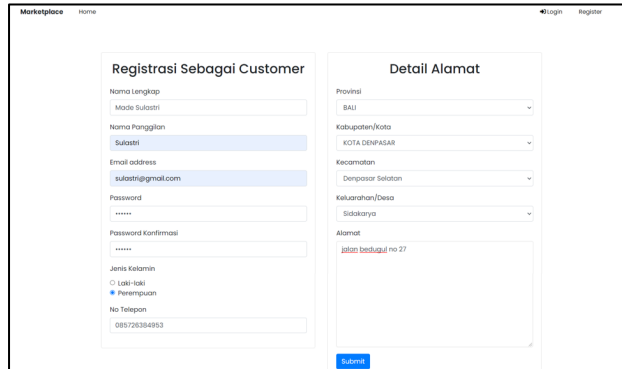 Marketplace Home Login Register
Registrasi Sebagai Customer
Nama Lengkap
Made Sulastri
Nama Panggilan
Sulastri
Email address
sulastri@gmail.com
Password
••••••
Password Konfirmasi
••••••
Jenis Kelamin
Laki-laki
Perempuan
No Telepon
085726384953
Detail Alamat
Provinsi
BALI
Kabupaten/Kota
KOTA DENPASAR
Kecamatan
Denpasar Selatan
Keluarahan/Desa
Sidakarya
Alamat
jalan bedugul no 27
Submit